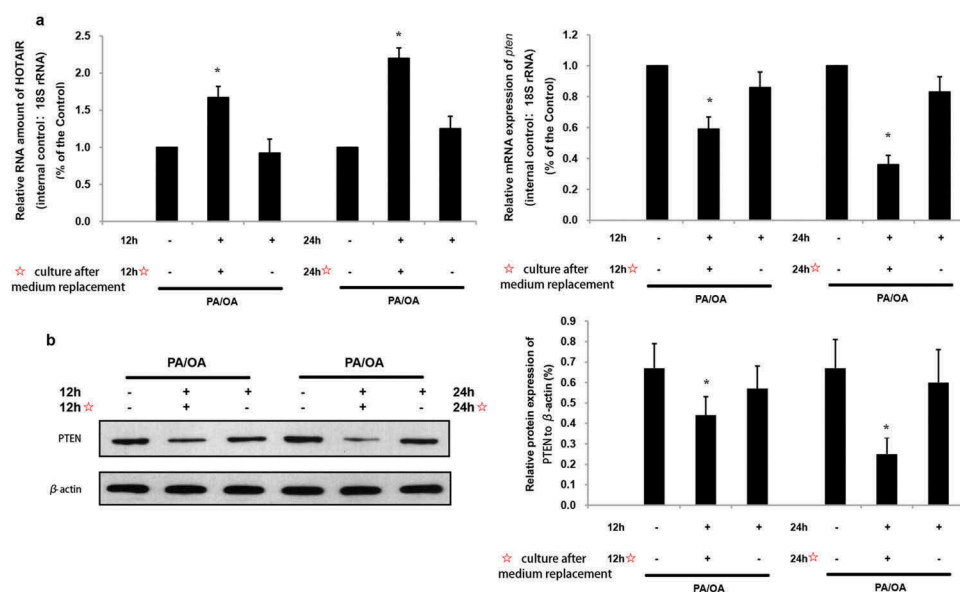 a
Relative RNA amount of HOTAIR
(internal control: 18S rRNA)
(% of the Control)
2.5
2.0
1.5
1.0
0.5
0.0
* *
12h - + + 24h - + +
☆ culture after 12h☆ - + - 24h☆ - + -
medium replacement
PA/OA PA/OA
Relative mRNA expression of pten
(internal control: 18S rRNA)
(% of the Control)
1.2
1.0
0.8
0.6
0.4
0.2
0.0
* *
12h - + + 24h - + +
☆ culture after 12h☆ - + - 24h☆ - + -
medium replacement
PA/OA PA/OA
b
PA/OA PA/OA
12h - + + - + + 24h
12h☆ - + - - + - 24h☆
PTEN
β-actin
Relative protein expression of
PTEN to β-actin (%)
0.9
0.8
0.7
0.6
0.5
0.4
0.3
0.2
0.1
0.0
* *
12h - + + 24h - + +
☆ culture after 12h☆ - + - 24h☆ - + -
medium replacement
PA/OA PA/OA